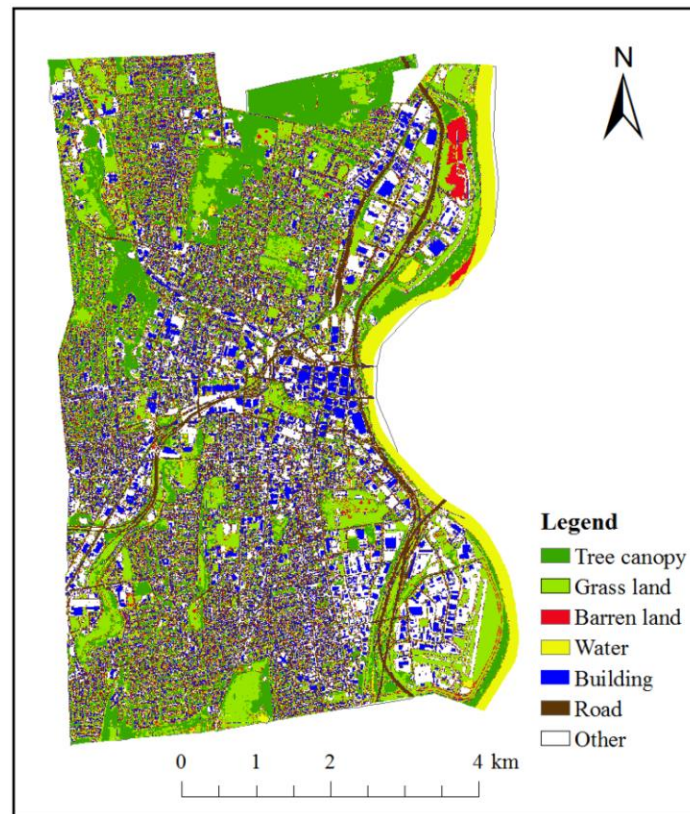 N
Legend
Tree canopy
Grass land
Barren land
Water
Building
Road
Other
0 1 2 4 km